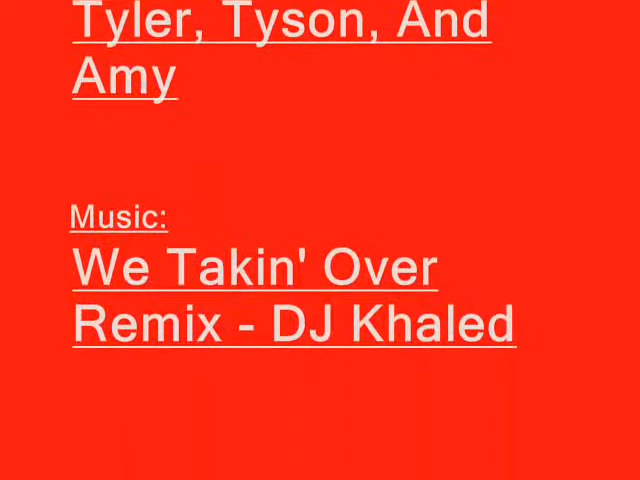 Tyler, Tyson, And
Amy
Music:
We Takin' Over
Remix - DJ Khaled